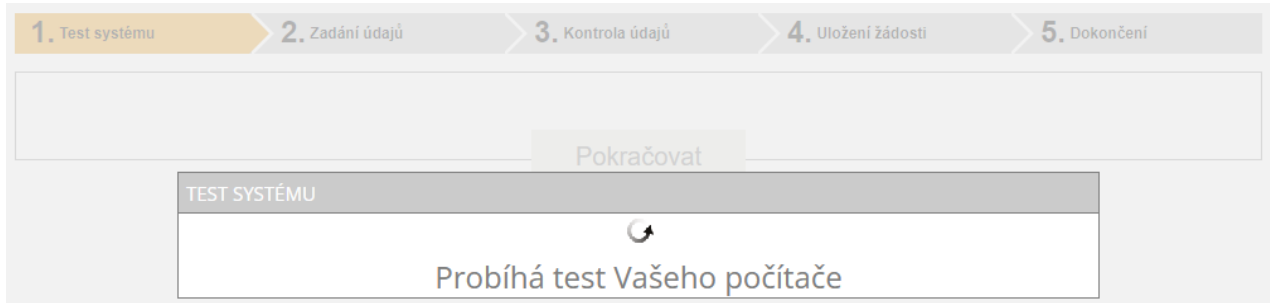 1. Test systému 2. Zadání údajů 3. Kontrola údajů 4. Uložení žádosti 5. Dokončení
Pokračovat
TEST SYSTÉMU
Probíhá test Vašeho počítače